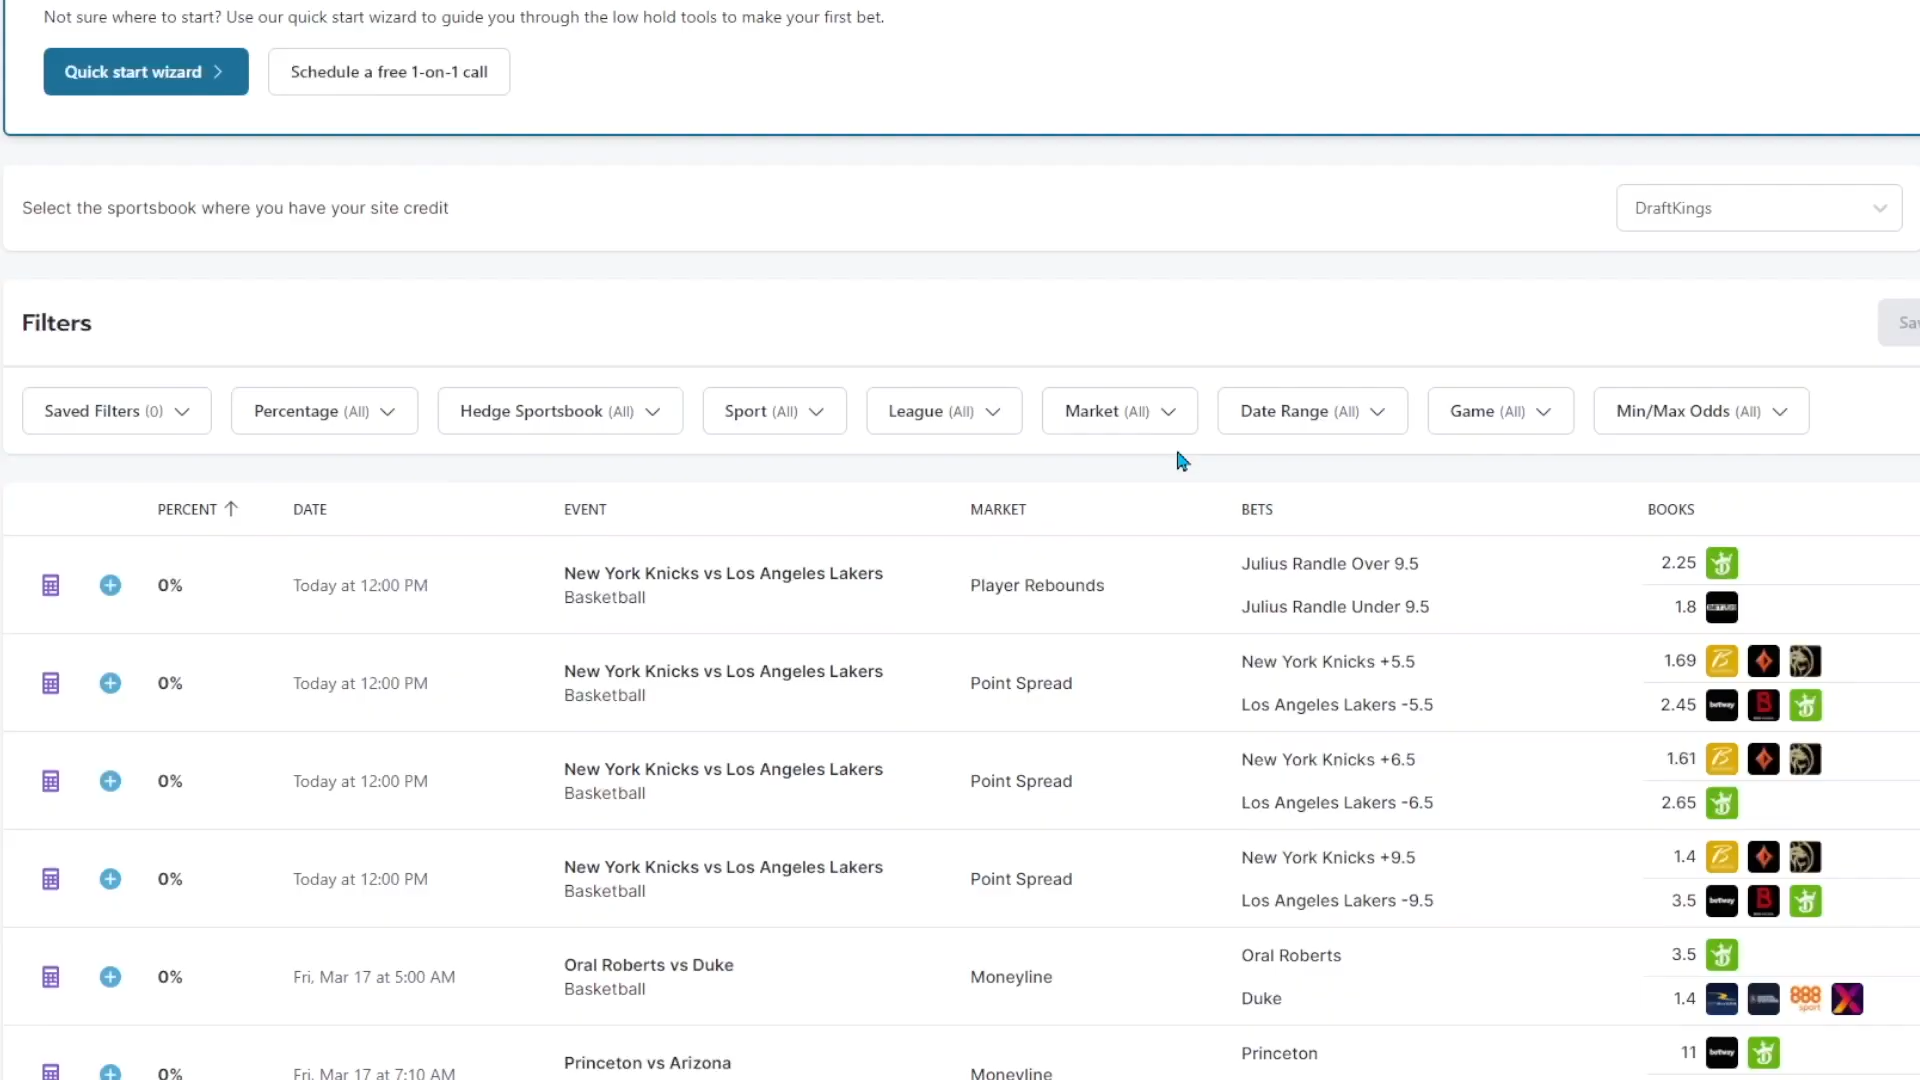 Not sure where to start? Use our quick start wizard to guide you through the low hold tools to make your first bet.
Quick start wizard
Schedule a free 1-on-1 call
Select the sportsbook where you have your site credit
DraftKings
Filters
Saved Filters (0)
Percentage (All)
Hedge Sportsbook (All)
Sport (All)
League (All)
Market (All)
Date Range (All)
Game (All)
Min/Max Odds (All)
PERCENT
DATE
EVENT
MARKET
BETS
BOOKS
0%
Today at 12:00 PM
New York Knicks vs Los Angeles Lakers
Basketball
Player Rebounds
Julius Randle Over 9.5
2.25
Julius Randle Under 9.5
1.8
0%
Today at 12:00 PM
New York Knicks vs Los Angeles Lakers
Basketball
Point Spread
New York Knicks +5.5
1.69
Los Angeles Lakers -5.5
2.45
betway
0%
Today at 12:00 PM
New York Knicks vs Los Angeles Lakers
Basketball
Point Spread
New York Knicks +6.5
1.61
Los Angeles Lakers -6.5
2.65
0%
Today at 12:00 PM
New York Knicks vs Los Angeles Lakers
Basketball
Point Spread
New York Knicks +9.5
1.4
Los Angeles Lakers -9.5
3.5
betway
0%
Fri, Mar 17 at 5:00 AM
Oral Roberts vs Duke
Basketball
Moneyline
Oral Roberts
3.5
Duke
1.4
888
sport
0%
Fri, Mar 17 at 7:10 AM
Princeton vs Arizona
Moneyline
Princeton
11
betway